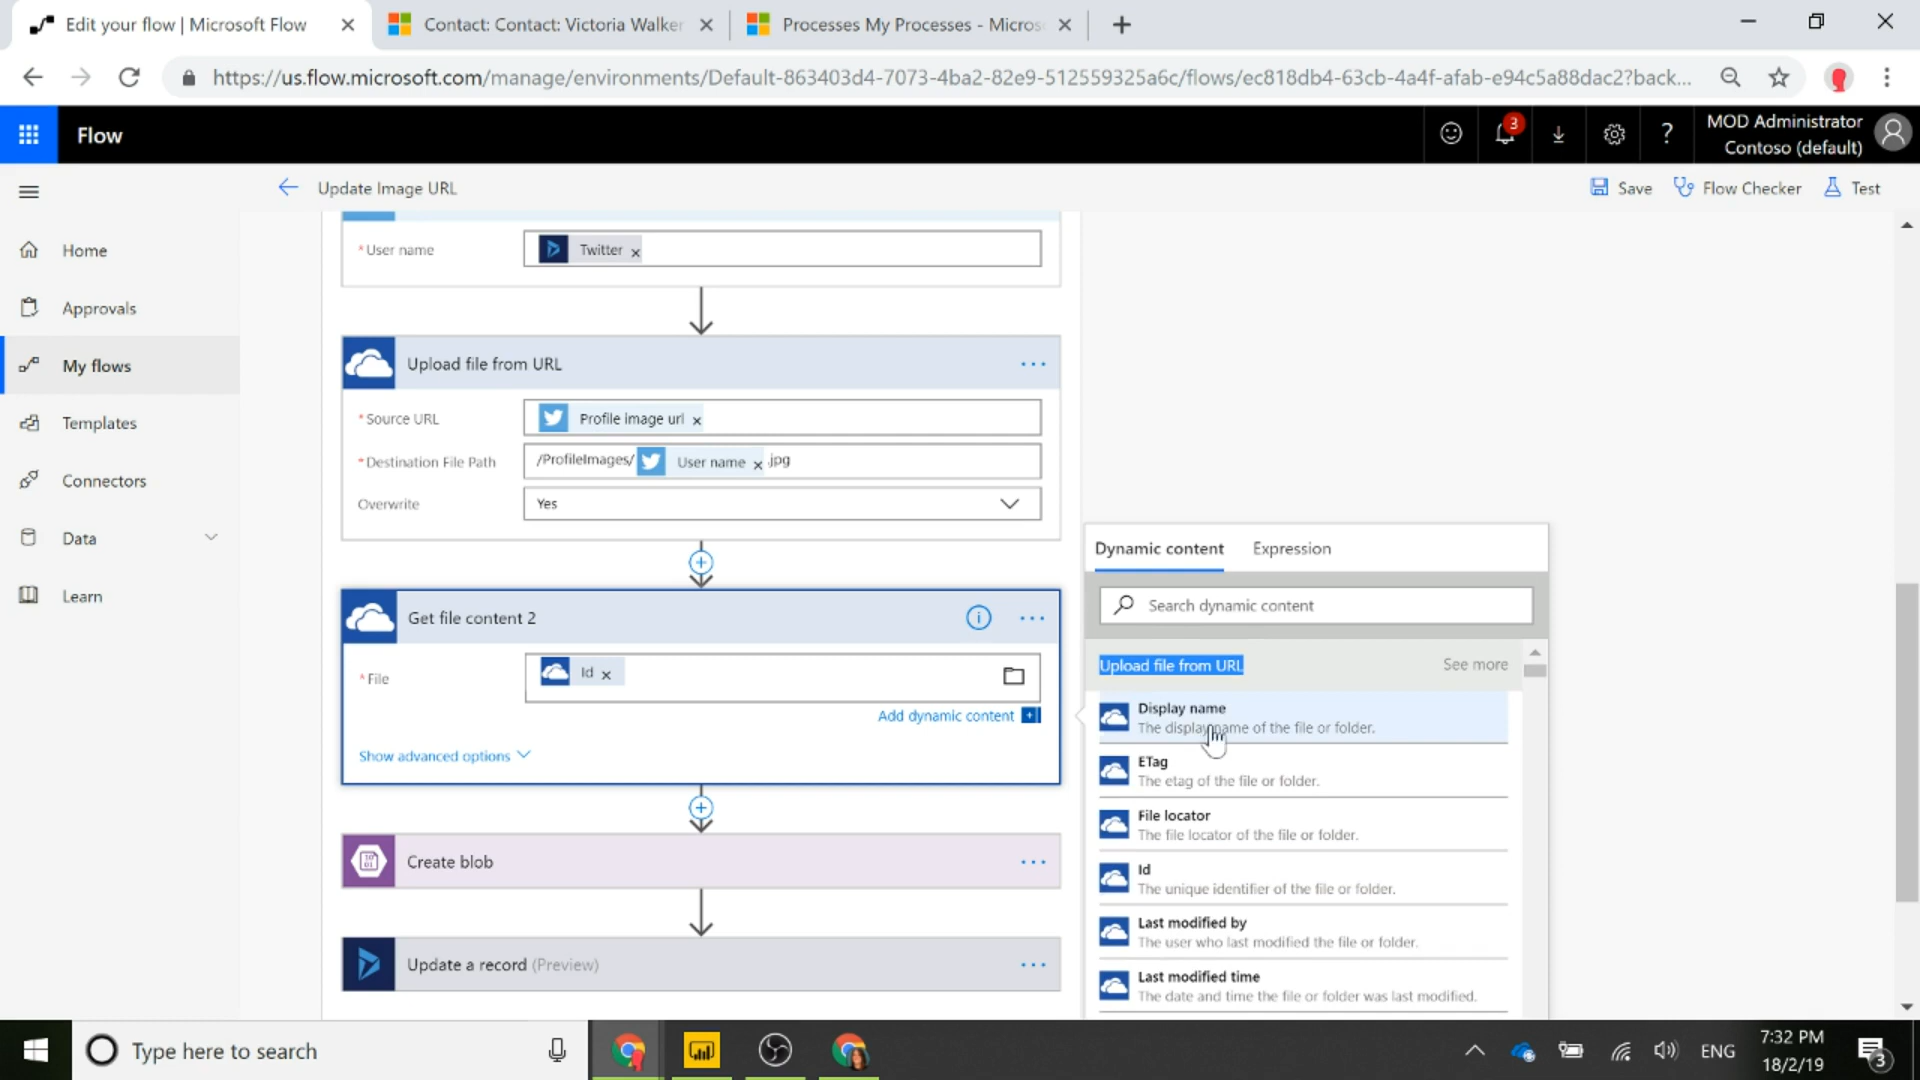 Edit your flow | Microsoft Flow
Contact: Contact: Victoria Walker
Processes My Processes - Micros
https://us.flow.microsoft.com/manage/environments/Default-863403d4-7073-4ba2-82e9-512559325a6c/flows/ec818db4-63cb-4a4f-afab-e94c5a88dac2?back...
Flow
3
?
MOD Administrator
Contoso (default)
Update Image URL
Save
Flow Checker
Test
Home
Approvals
My flows
Templates
Connectors
Data
Learn
*User name
Twitter
Upload file from URL
*Source URL
Profile image url
*Destination File Path
/ProfileImages/ User name .jpg
Overwrite
Yes
Get file content 2
*File
Id
Add dynamic content
Show advanced options
Create blob
Update a record (Preview)
Dynamic content
Expression
Search dynamic content
Upload file from URL
See more
Display name
The display name of the file or folder.
ETag
The etag of the file or folder.
File locator
The file locator of the file or folder.
Id
The unique identifier of the file or folder.
Last modified by
The user who last modified the file or folder.
Last modified time
The date and time the file or folder was last modified.
Type here to search
ENG
7:32 PM
18/2/19
3